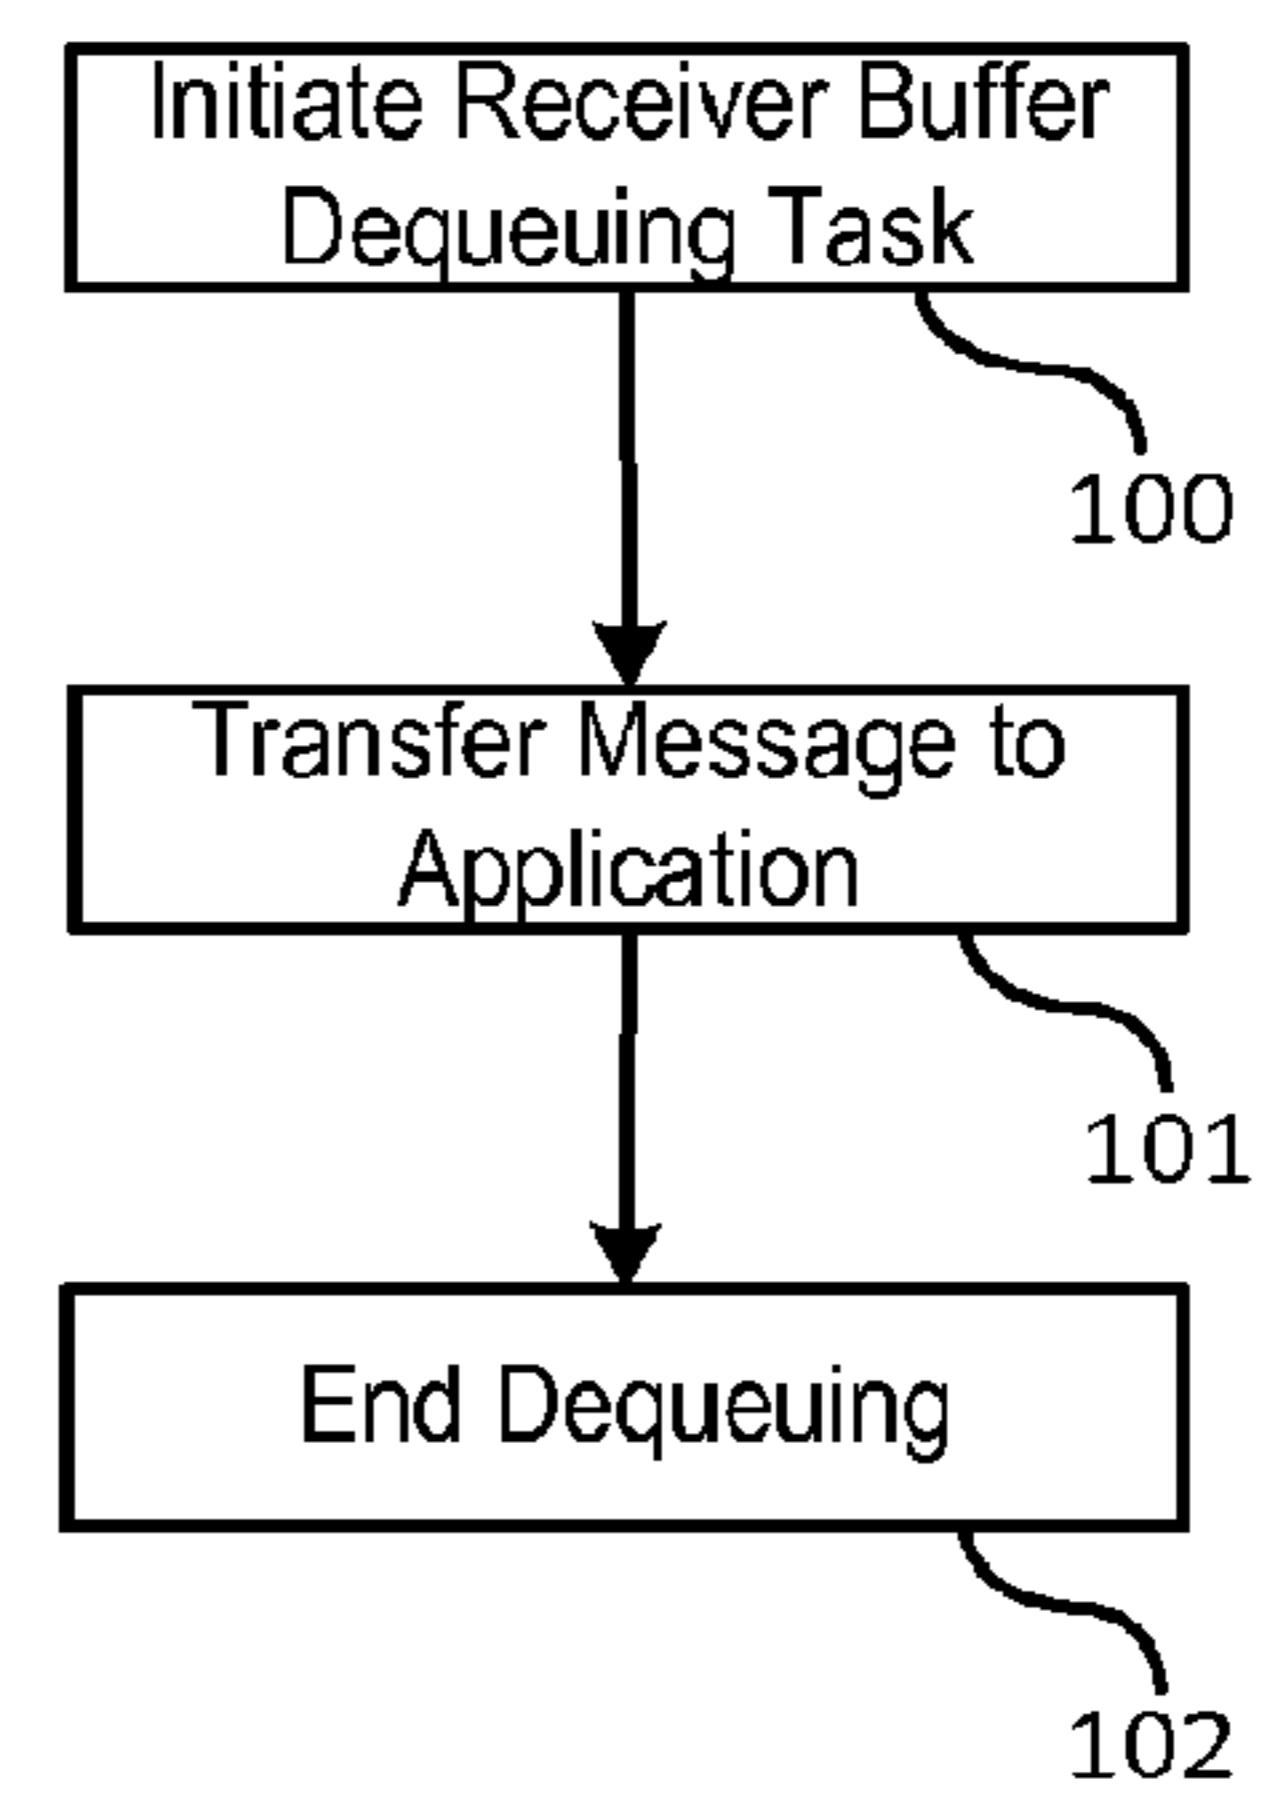 Initiate Receiver Buffer
Dequeuing Task
100
Transfer Message to
Application
101
End Dequeuing
102